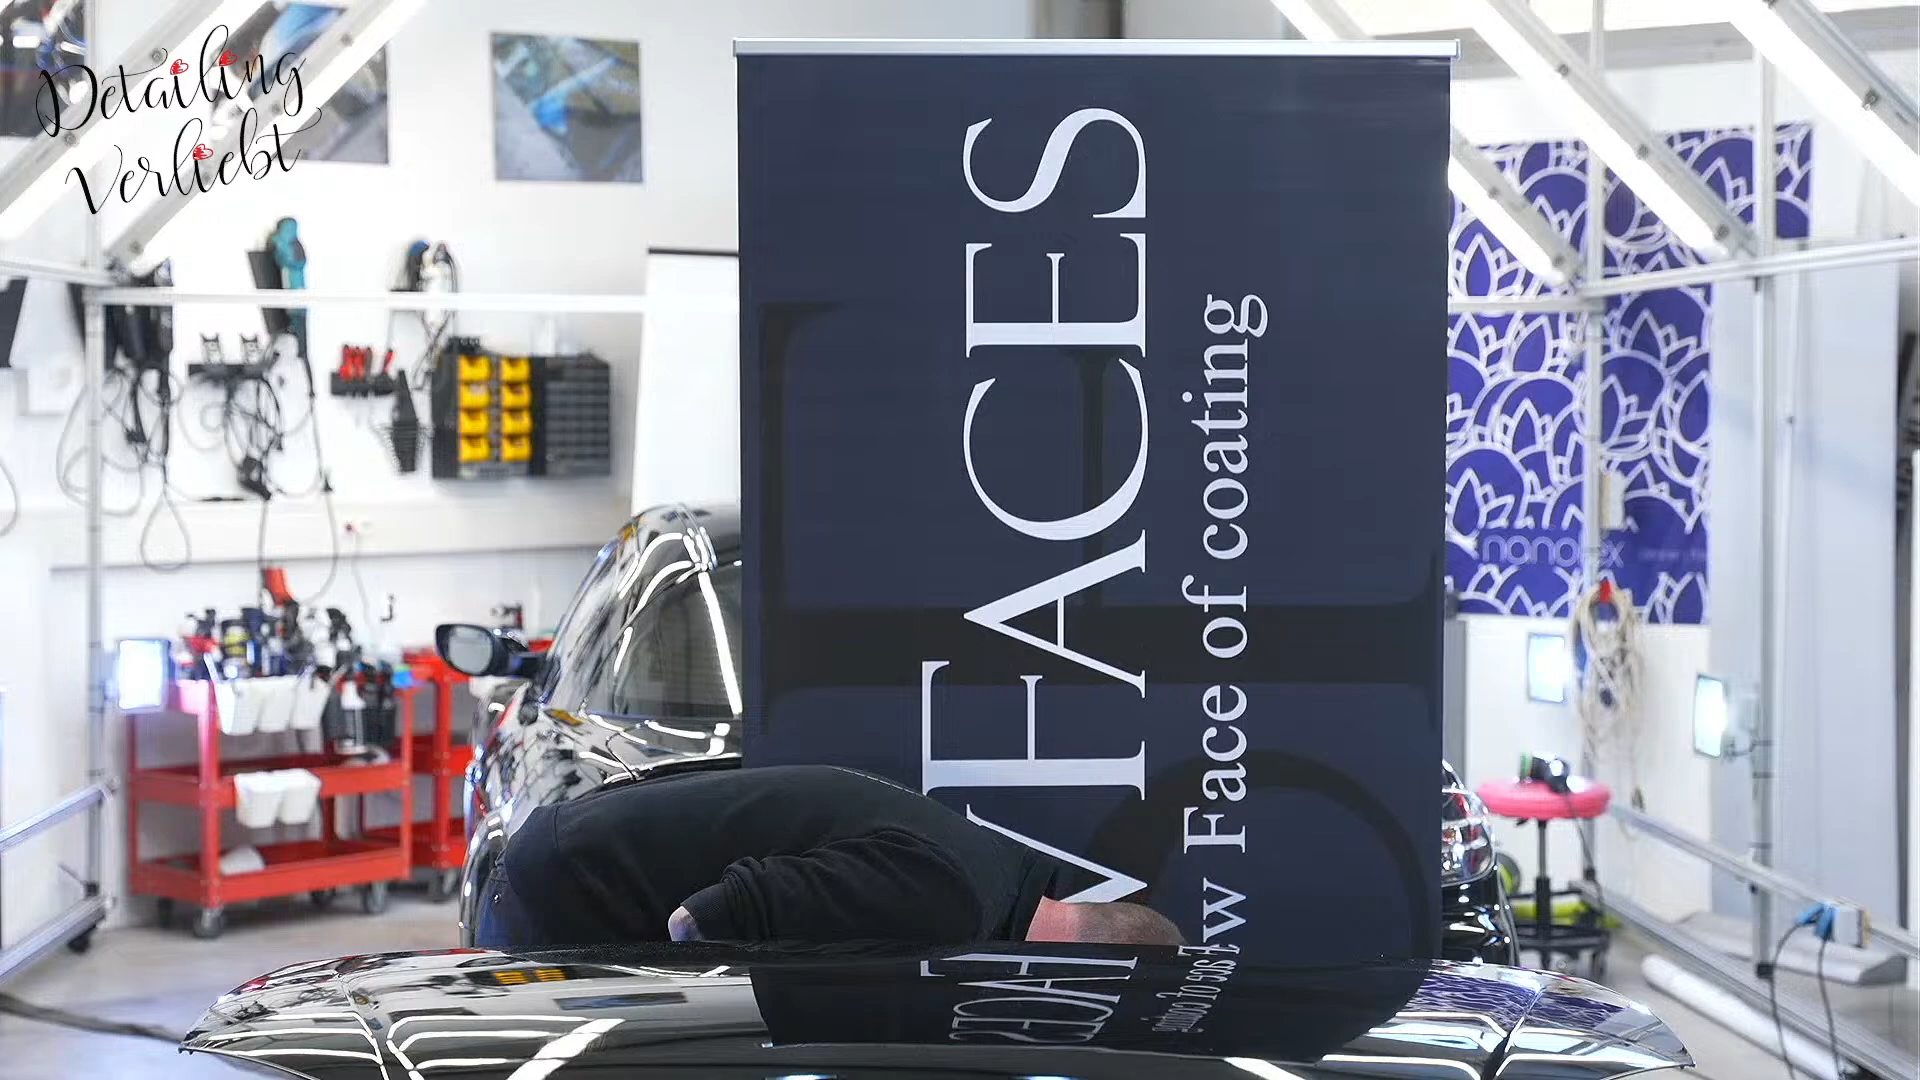 Detailing
Verliebt
wFACES
w Face of coating
nano